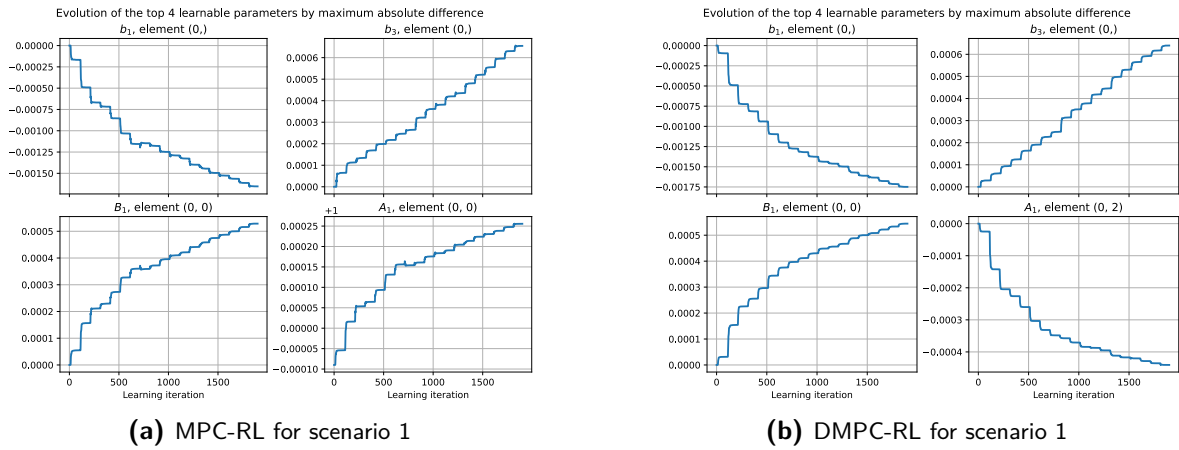 Evolution of the top 4 learnable parameters by maximum absolute difference
b₁, element (0,)
0.00000
−0.00025
−0.00050
−0.00075
−0.00100
−0.00125
−0.00150
b₃, element (0,)
0.0006
0.0005
0.0004
0.0003
0.0002
0.0001
0.0000
B₁, element (0, 0)
0.0005
0.0004
0.0003
0.0002
0.0001
0.0000
0 500 1000 1500
Learning iteration
A₁, element (0, 0)
+1
0.00025
0.00020
0.00015
0.00010
0.00005
0.00000
−0.00005
−0.00010
0 500 1000 1500
Learning iteration
(a) MPC-RL for scenario 1
Evolution of the top 4 learnable parameters by maximum absolute difference
b₁, element (0,)
0.00000
−0.00025
−0.00050
−0.00075
−0.00100
−0.00125
−0.00150
−0.00175
b₃, element (0,)
0.0006
0.0005
0.0004
0.0003
0.0002
0.0001
0.0000
B₁, element (0, 0)
0.0005
0.0004
0.0003
0.0002
0.0001
0.0000
0 500 1000 1500
Learning iteration
A₁, element (0, 2)
0.0000
−0.0001
−0.0002
−0.0003
−0.0004
0 500 1000 1500
Learning iteration
(b) DMPC-RL for scenario 1